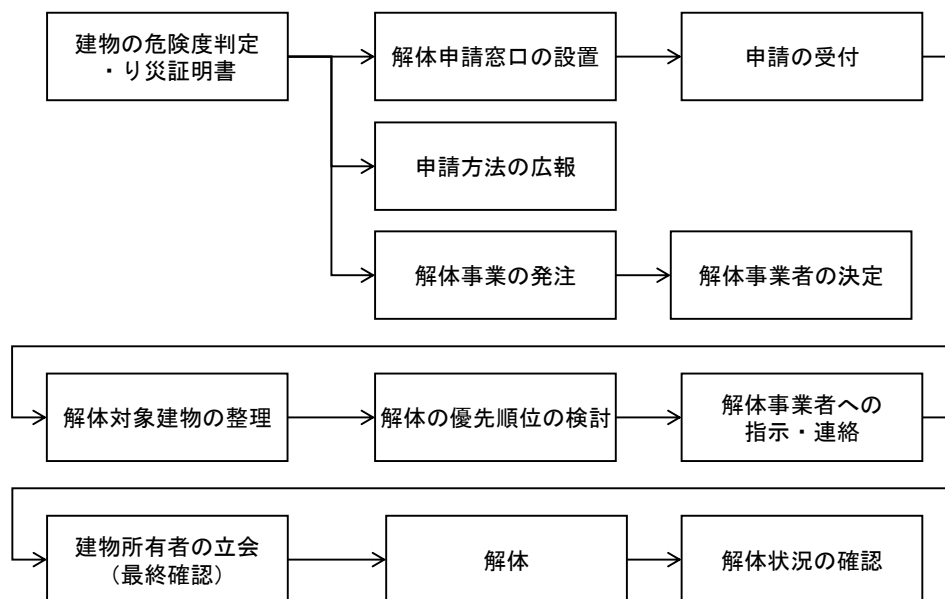 建物の危険度判定
・り災証明書
解体申請窓口の設置
申請の受付
申請方法の広報
解体事業の発注
解体事業者の決定
解体対象建物の整理
解体の優先順位の検討
解体事業者への
指示・連絡
建物所有者の立会
（最終確認）
解体
解体状況の確認